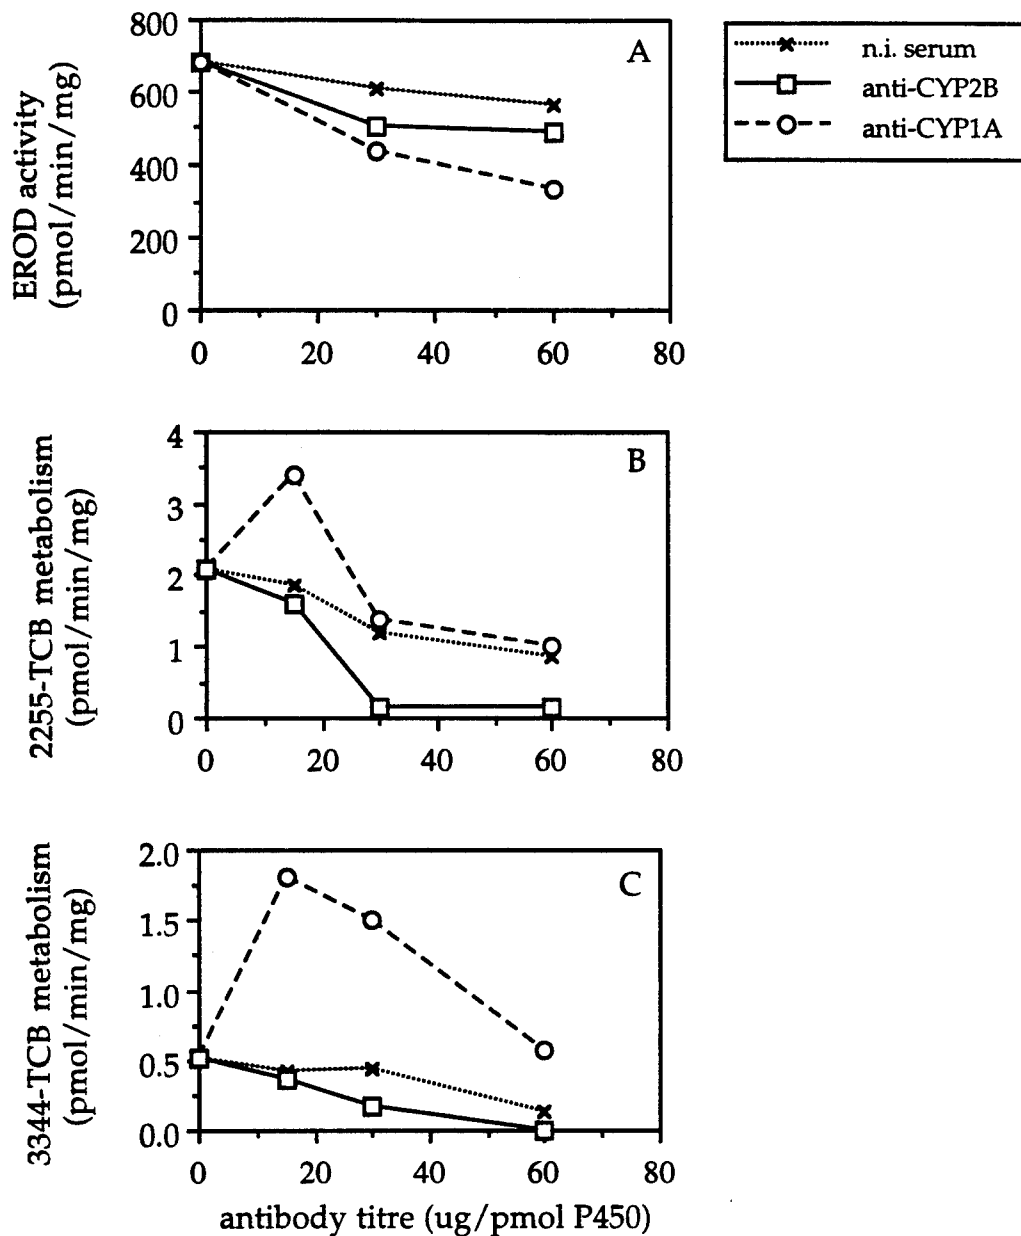 A
n.i. serum
anti-CYP2B
anti-CYP1A
EROD activity
(pmol/min/mg)
800
600
400
200
0
0 20 40 60 80
B
2255-TCB metabolism
(pmol/min/mg)
4
3
2
1
0
0 20 40 60 80
C
3344-TCB metabolism
(pmol/min/mg)
2.0
1.5
1.0
0.5
0.0
0 20 40 60 80
antibody titre (ug/pmol P450)